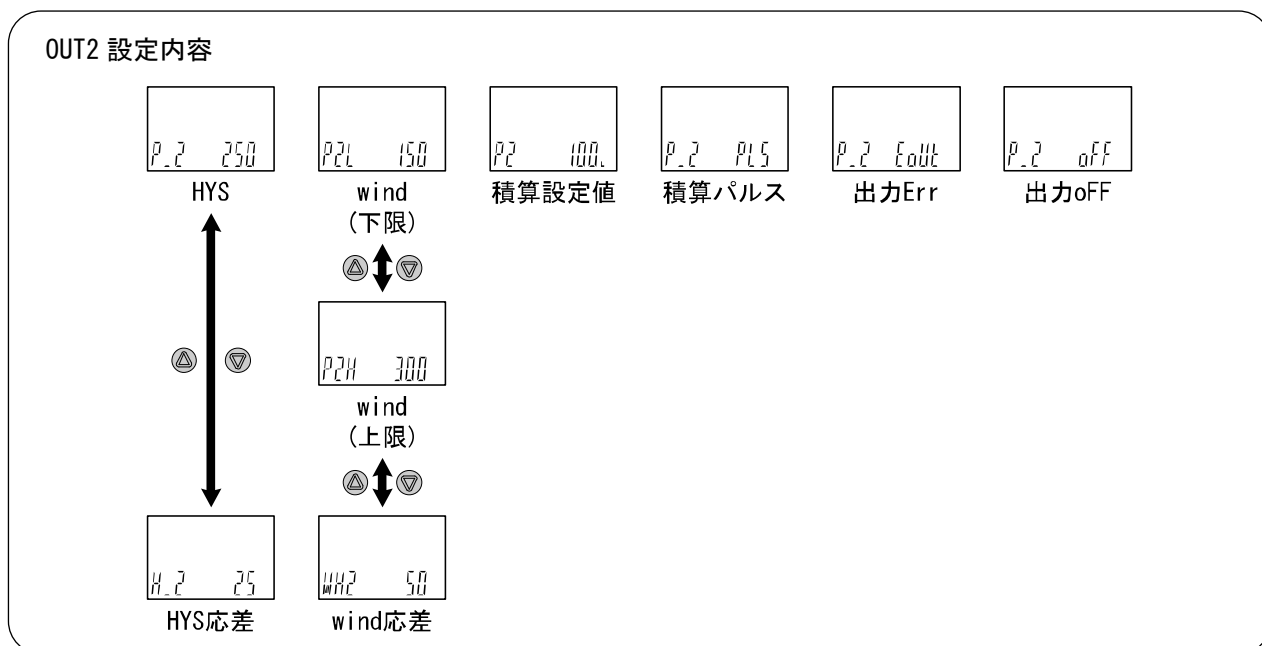 OUT2 設定内容
P_2 250
P2L 150
P2 100.
P_2 PLS
P_2 EoUt
P_2 oFF
HYS
wind
(下限)
積算設定値
積算パルス
出力Err
出力oFF
P2H 300
wind
(上限)
H_2 25
WH2 50
HYS応差
wind応差